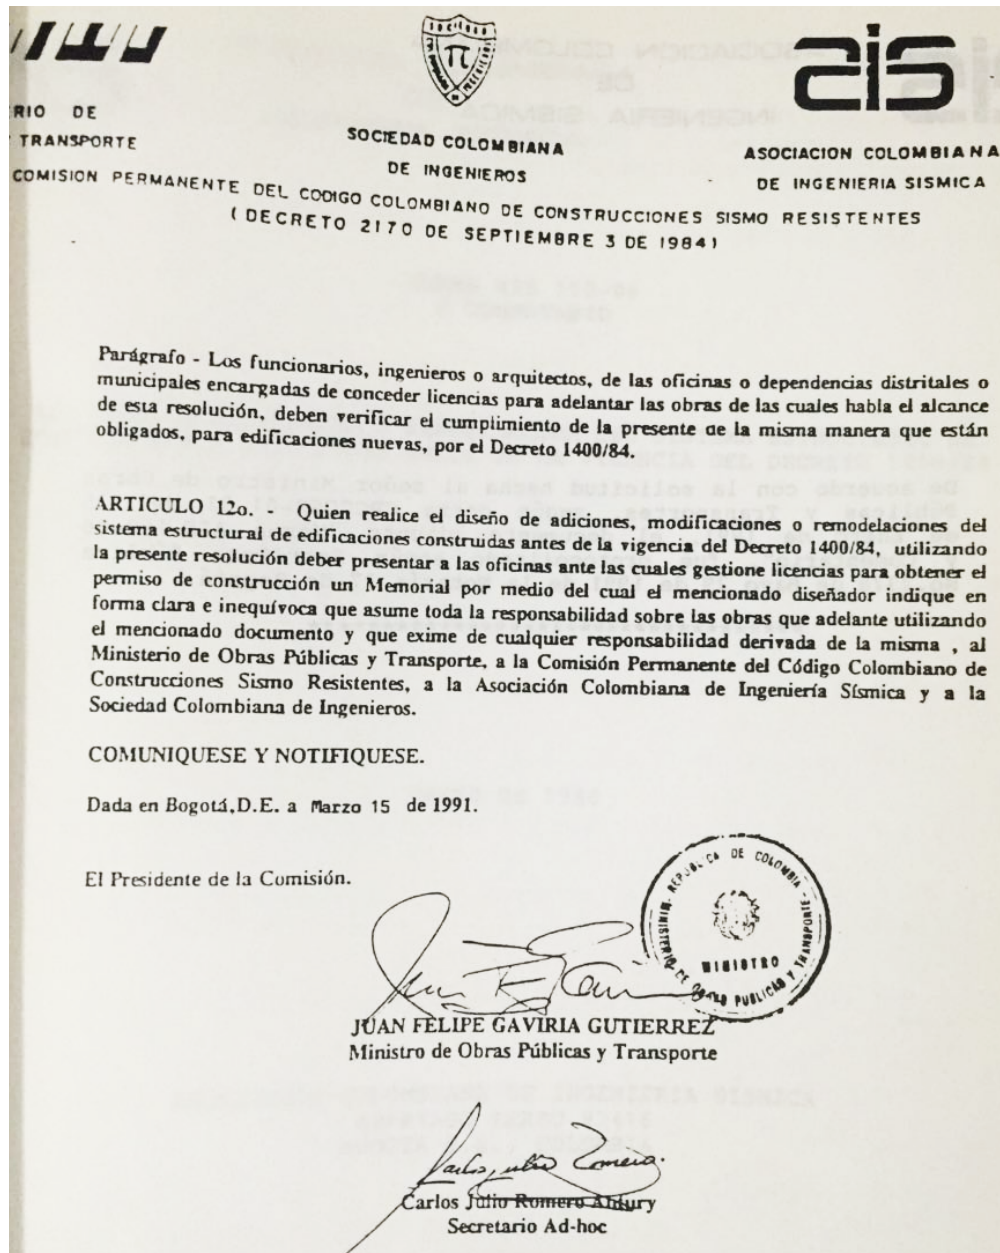 RIO DE
TRANSPORTE
SOCIEDAD COLOMBIANA
DE INGENIEROS
ais
ASOCIACION COLOMBIANA
DE INGENIERIA SISMICA
COMISION PERMANENTE DEL CODIGO COLOMBIANO DE CONSTRUCCIONES SISMO RESISTENTES
( DECRETO 2170 DE SEPTIEMBRE 3 DE 1984)
Parágrafo - Los funcionarios, ingenieros o arquitectos, de las oficinas o dependencias distritales o
municipales encargadas de conceder licencias para adelantar las obras de las cuales habla el alcance
de esta resolución, deben verificar el cumplimiento de la presente de la misma manera que están
obligados, para edificaciones nuevas, por el Decreto 1400/84.
ARTICULO 12o. - Quien realice el diseño de adiciones, modificaciones o remodelaciones del
sistema estructural de edificaciones construidas antes de la vigencia del Decreto 1400/84, utilizando
la presente resolución deber presentar a las oficinas ante las cuales gestione licencias para obtener el
permiso de construcción un Memorial por medio del cual el mencionado diseñador indique en
forma clara e inequívoca que asume toda la responsabilidad sobre las obras que adelante utilizando
el mencionado documento y que exime de cualquier responsabilidad derivada de la misma , al
Ministerio de Obras Públicas y Transporte, a la Comisión Permanente del Código Colombiano de
Construcciones Sismo Resistentes, a la Asociación Colombiana de Ingeniería Sísmica y a la
Sociedad Colombiana de Ingenieros.
COMUNIQUESE Y NOTIFIQUESE.
Dada en Bogotá,D.E. a Marzo 15 de 1991.
El Presidente de la Comisión.
REPUBLICA DE COLOMBIA
MINISTERIO DE OBRAS PUBLICAS Y TRANSPORTE
MINISTRO
JUAN FELIPE GAVIRIA GUTIERREZ
Ministro de Obras Públicas y Transporte
Carlos Julio Romero
Secretario Ad-hoc